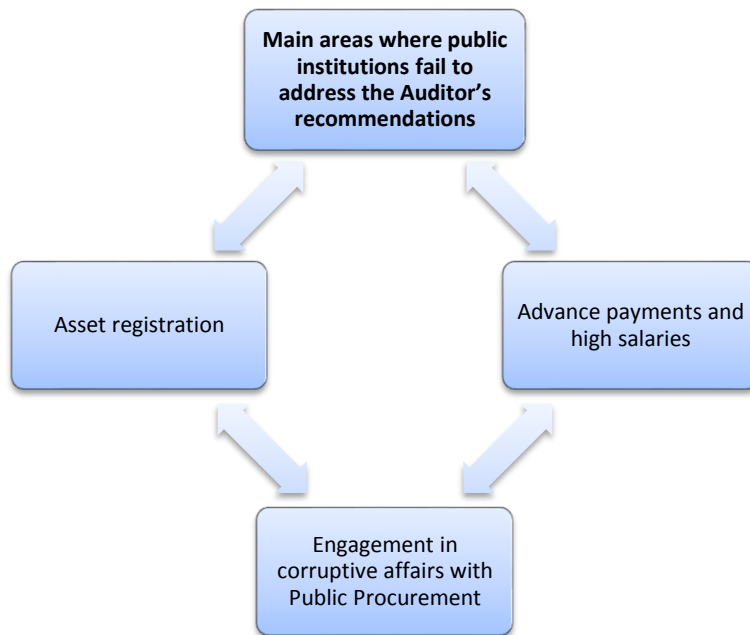 Main areas where public
institutions fail to
address the Auditor’s
recommendations
Asset registration
Advance payments and
high salaries
Engagement in
corruptive affairs with
Public Procurement